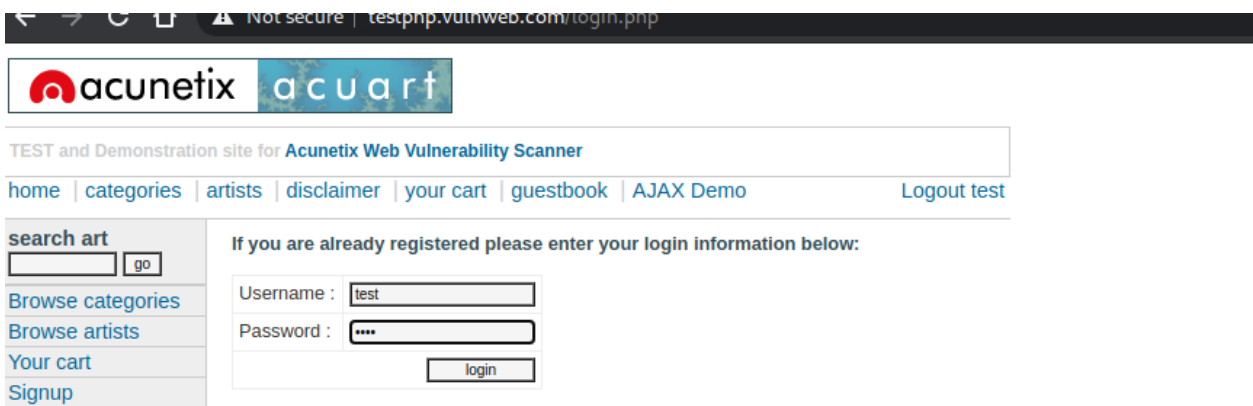 Not secure | testphp.vulnweb.com/login.php
acunetix acuart
TEST and Demonstration site for Acunetix Web Vulnerability Scanner
home | categories | artists | disclaimer | your cart | guestbook | AJAX Demo Logout test
search art
go
Browse categories
Browse artists
Your cart
Signup
If you are already registered please enter your login information below:
Username : test
Password : ••••
login